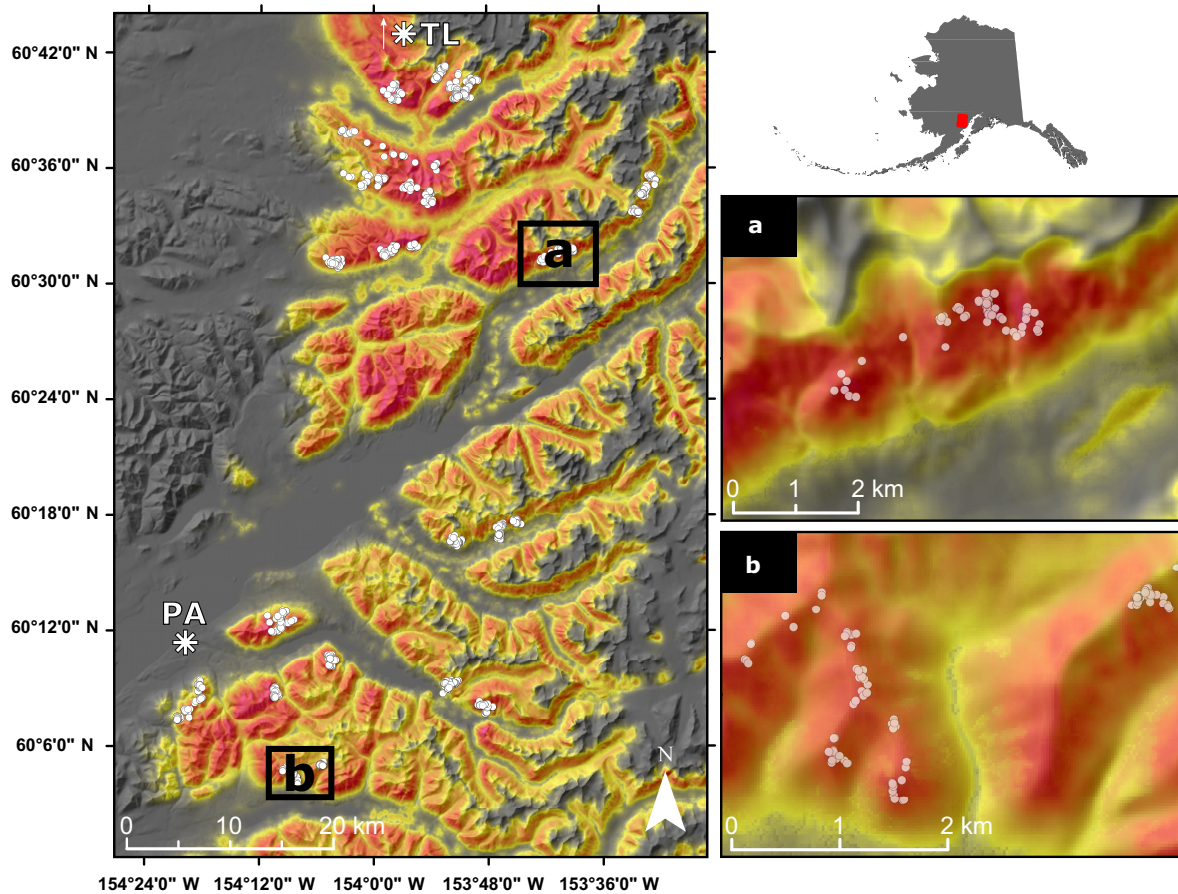 60°42'0" N
60°36'0" N
60°30'0" N
60°24'0" N
60°18'0" N
60°12'0" N
60°6'0" N
TL
a
PA
b
N
0 10 20 km
154°24'0" W 154°12'0" W 154°0'0" W 153°48'0" W 153°36'0" W
a
0 1 2 km
b
0 1 2 km